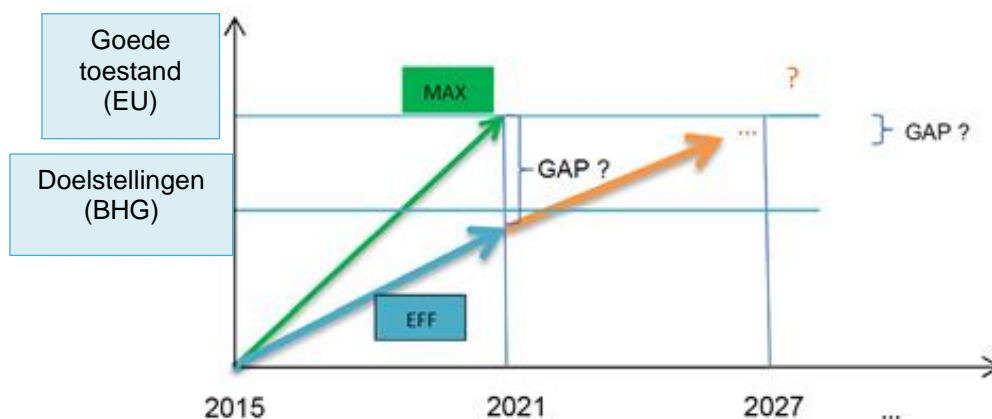 Goede
toestand
(EU)
MAX
?
...
GAP ?
GAP ?
Doelstellingen
(BHG)
EFF
2015
2021
2027
...